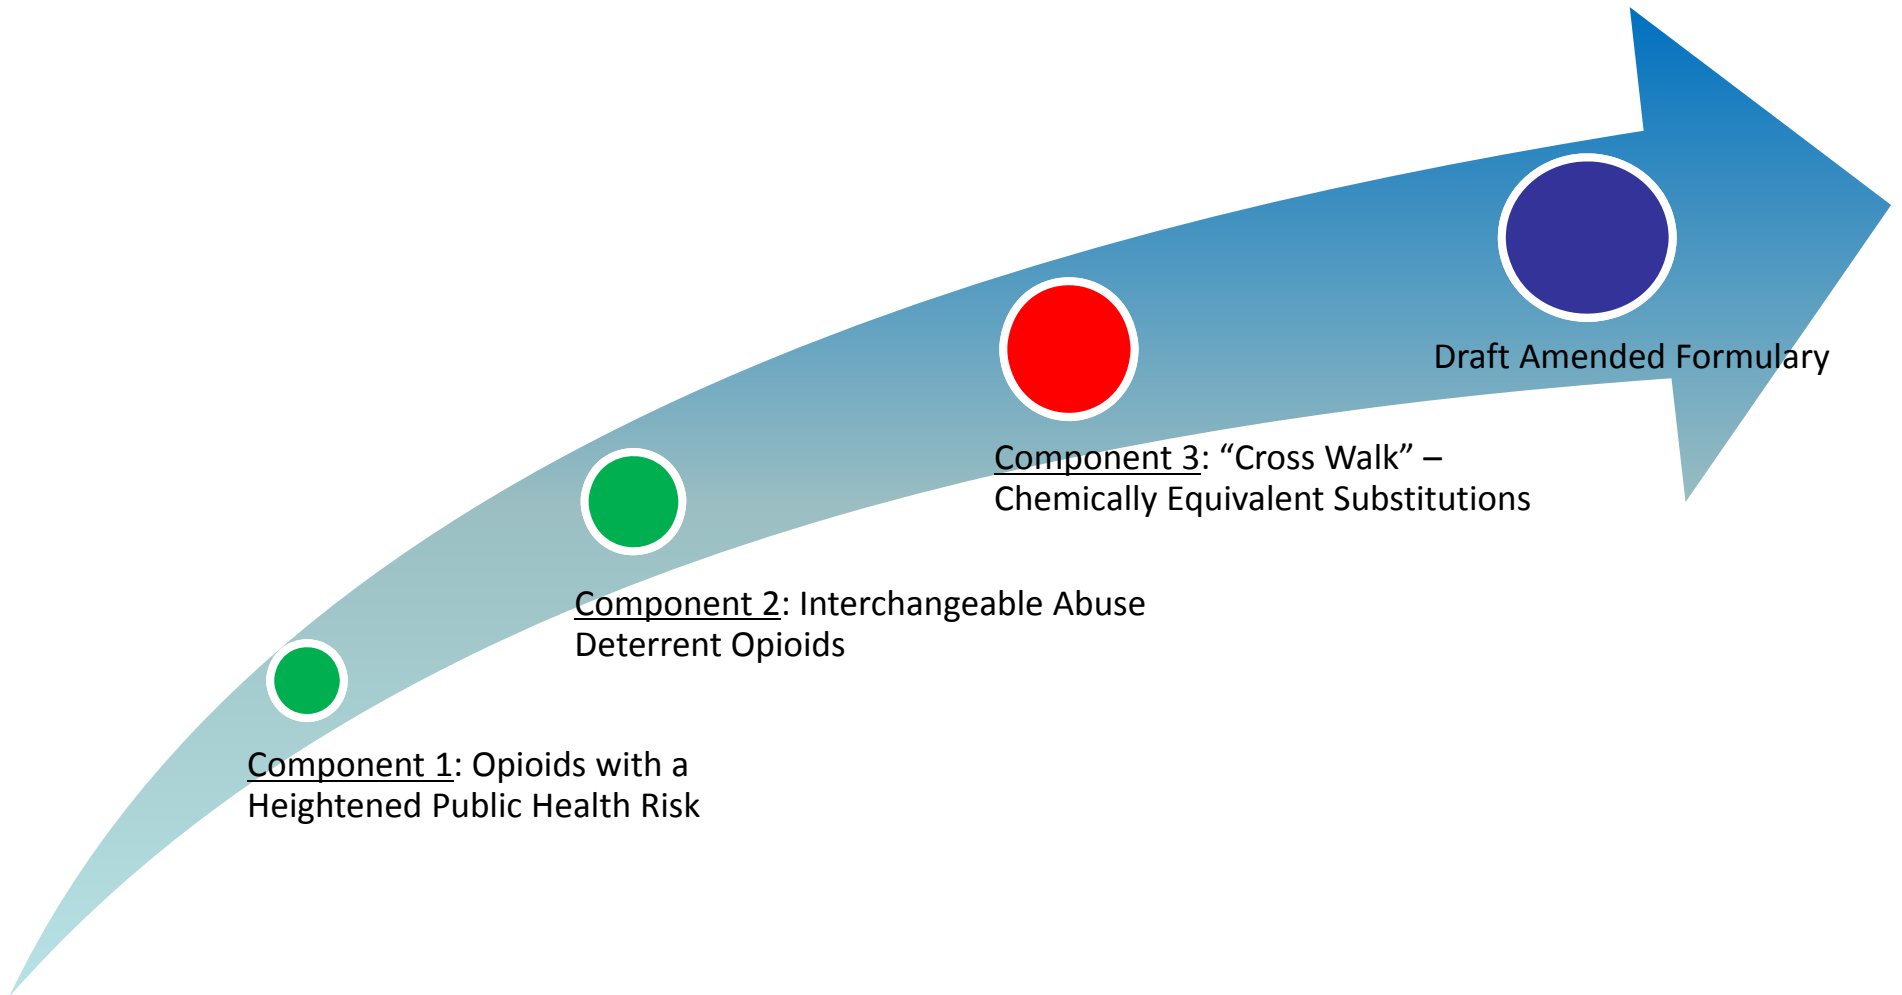 Draft Amended Formulary
Component 3: “Cross Walk” –
Chemically Equivalent Substitutions
Component 2: Interchangeable Abuse
Deterrent Opioids
Component 1: Opioids with a
Heightened Public Health Risk